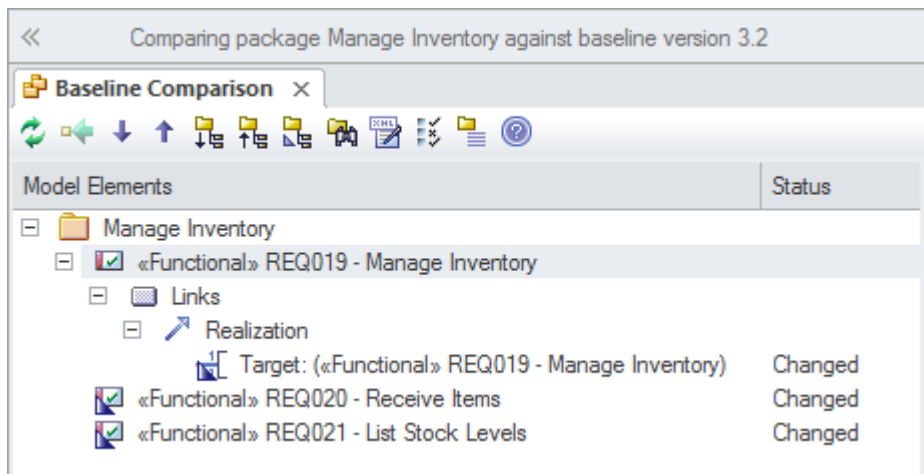 Comparing package Manage Inventory against baseline version 3.2
Baseline Comparison
Model Elements Status
Manage Inventory
«Functional» REQ019 - Manage Inventory
Links
Realization
Target: («Functional» REQ019 - Manage Inventory) Changed
«Functional» REQ020 - Receive Items Changed
«Functional» REQ021 - List Stock Levels Changed